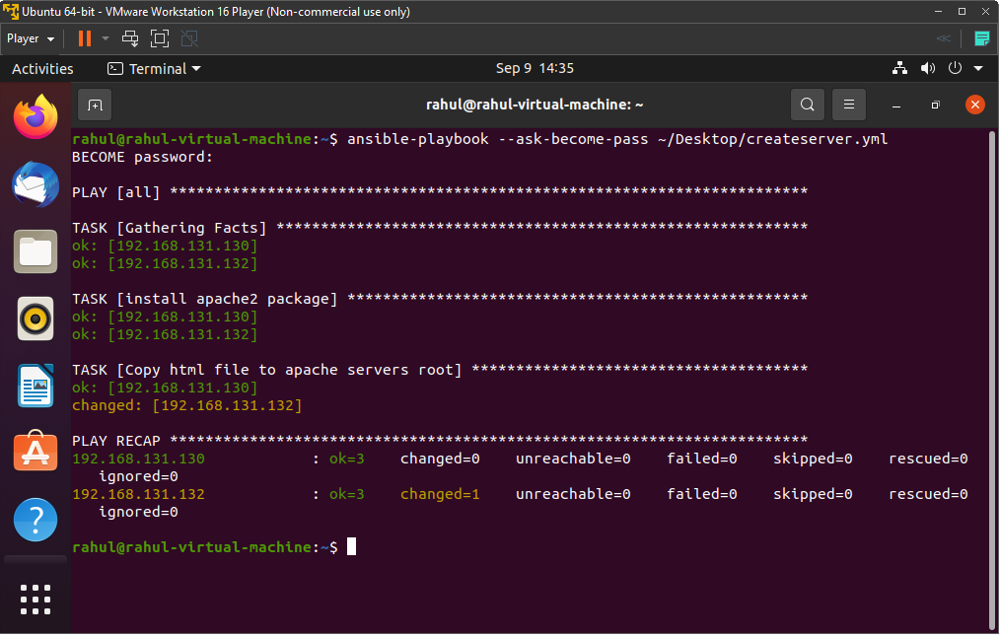 Ubuntu 64-bit - VMware Workstation 16 Player (Non-commercial use only)
Player
Activities Terminal Sep 9 14:35
rahul@rahul-virtual-machine: ~
rahul@rahul-virtual-machine:~$ ansible-playbook --ask-become-pass ~/Desktop/createserver.yml
BECOME password:
PLAY [all] ************************************************************************
TASK [Gathering Facts] ************************************************************
ok: [192.168.131.130]
ok: [192.168.131.132]
TASK [install apache2 package] ****************************************************
ok: [192.168.131.130]
ok: [192.168.131.132]
TASK [Copy html file to apache servers root] **************************************
ok: [192.168.131.130]
changed: [192.168.131.132]
PLAY RECAP ************************************************************************
192.168.131.130            : ok=3    changed=0    unreachable=0    failed=0    skipped=0    rescued=0
   ignored=0
192.168.131.132            : ok=3    changed=1    unreachable=0    failed=0    skipped=0    rescued=0
   ignored=0
rahul@rahul-virtual-machine:~$